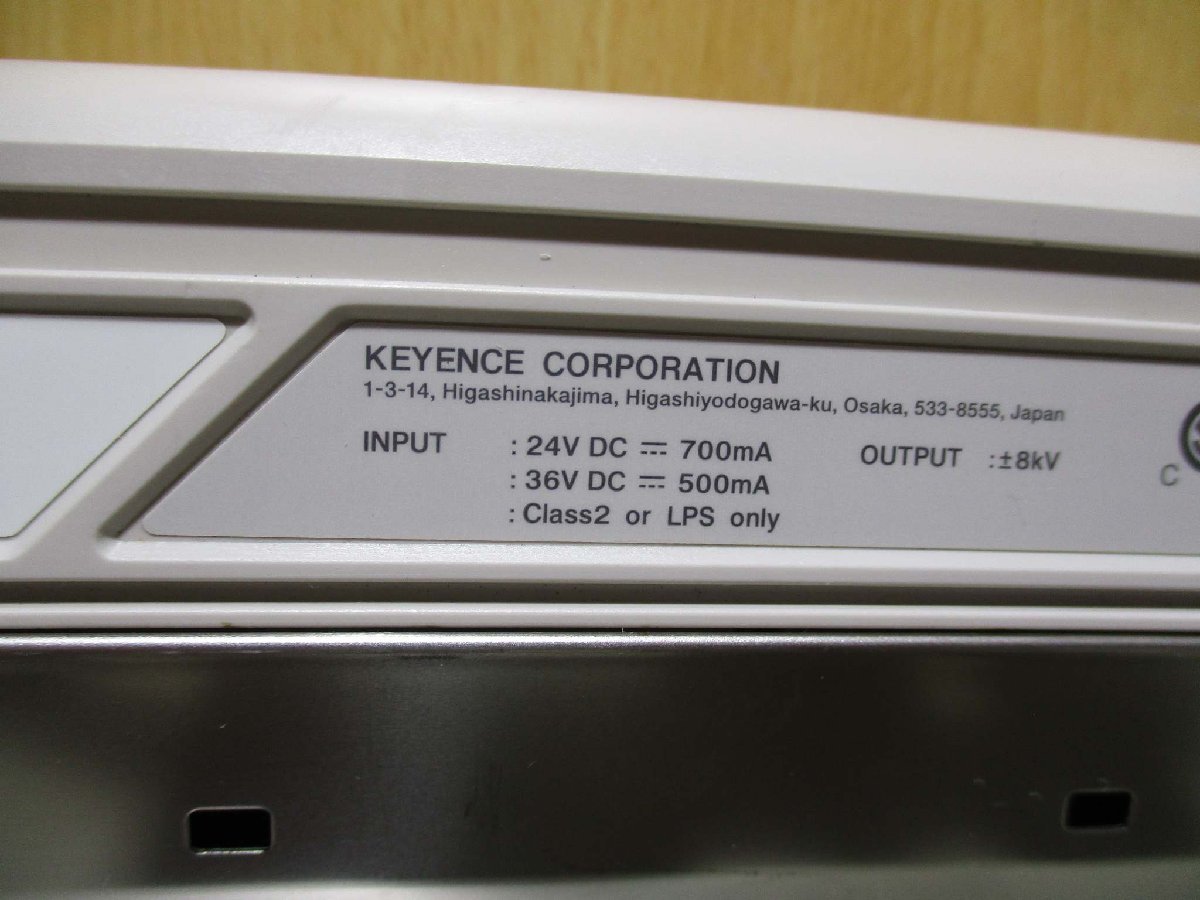 KEYENCE CORPORATION
1-3-14, Higashinakajima, Higashiyodogawa-ku, Osaka, 533-8555, Japan
INPUT : 24V DC ⎓ 700mA OUTPUT :±8kV
: 36V DC ⎓ 500mA
: Class2 or LPS only
C